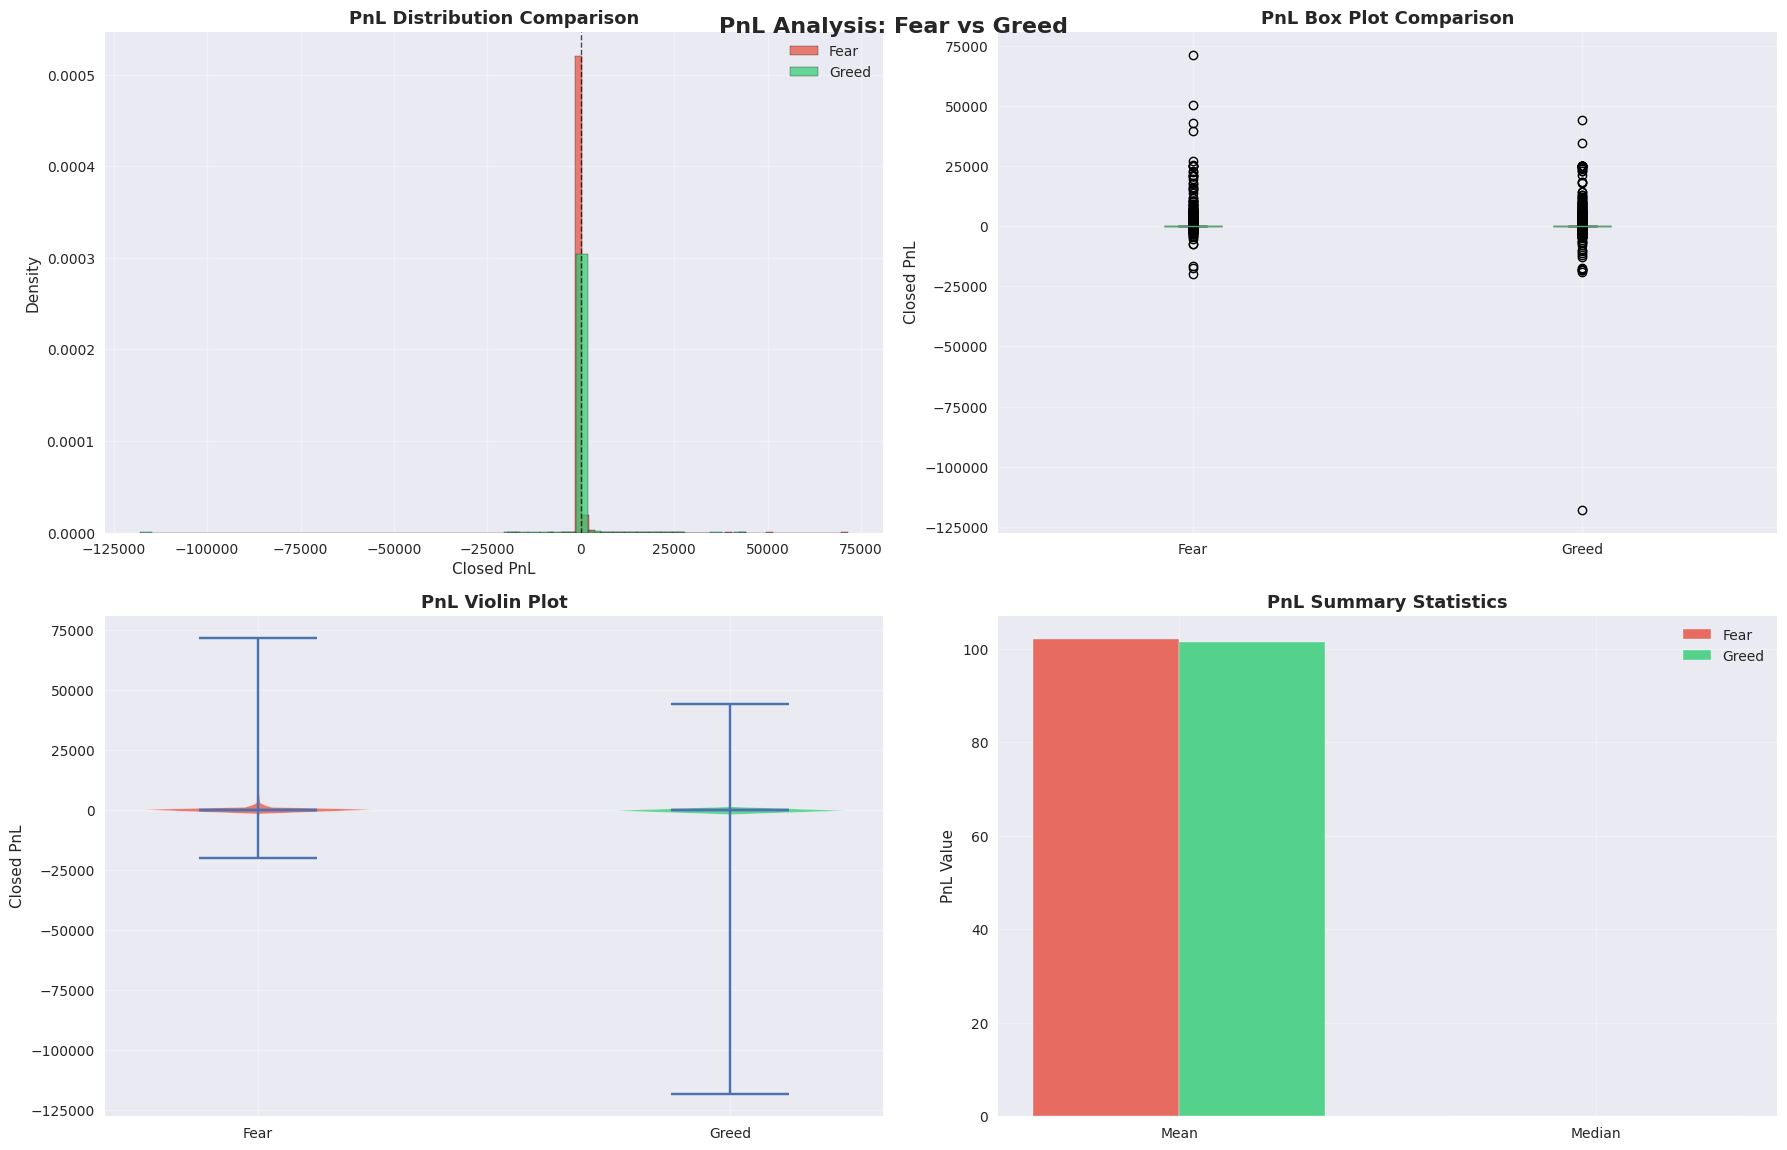 PnL Analysis: Fear vs Greed
PnL Distribution Comparison
Fear
Greed
0.0005
0.0004
0.0003
0.0002
0.0001
0.0000
Density
−125000 −100000 −75000 −50000 −25000 0 25000 50000 75000
Closed PnL
PnL Box Plot Comparison
75000
50000
25000
0
−25000
−50000
−75000
−100000
−125000
Closed PnL
Fear Greed
PnL Violin Plot
75000
50000
25000
0
−25000
−50000
−75000
−100000
−125000
Closed PnL
Fear Greed
PnL Summary Statistics
Fear
Greed
100
80
60
40
20
0
PnL Value
Mean Median